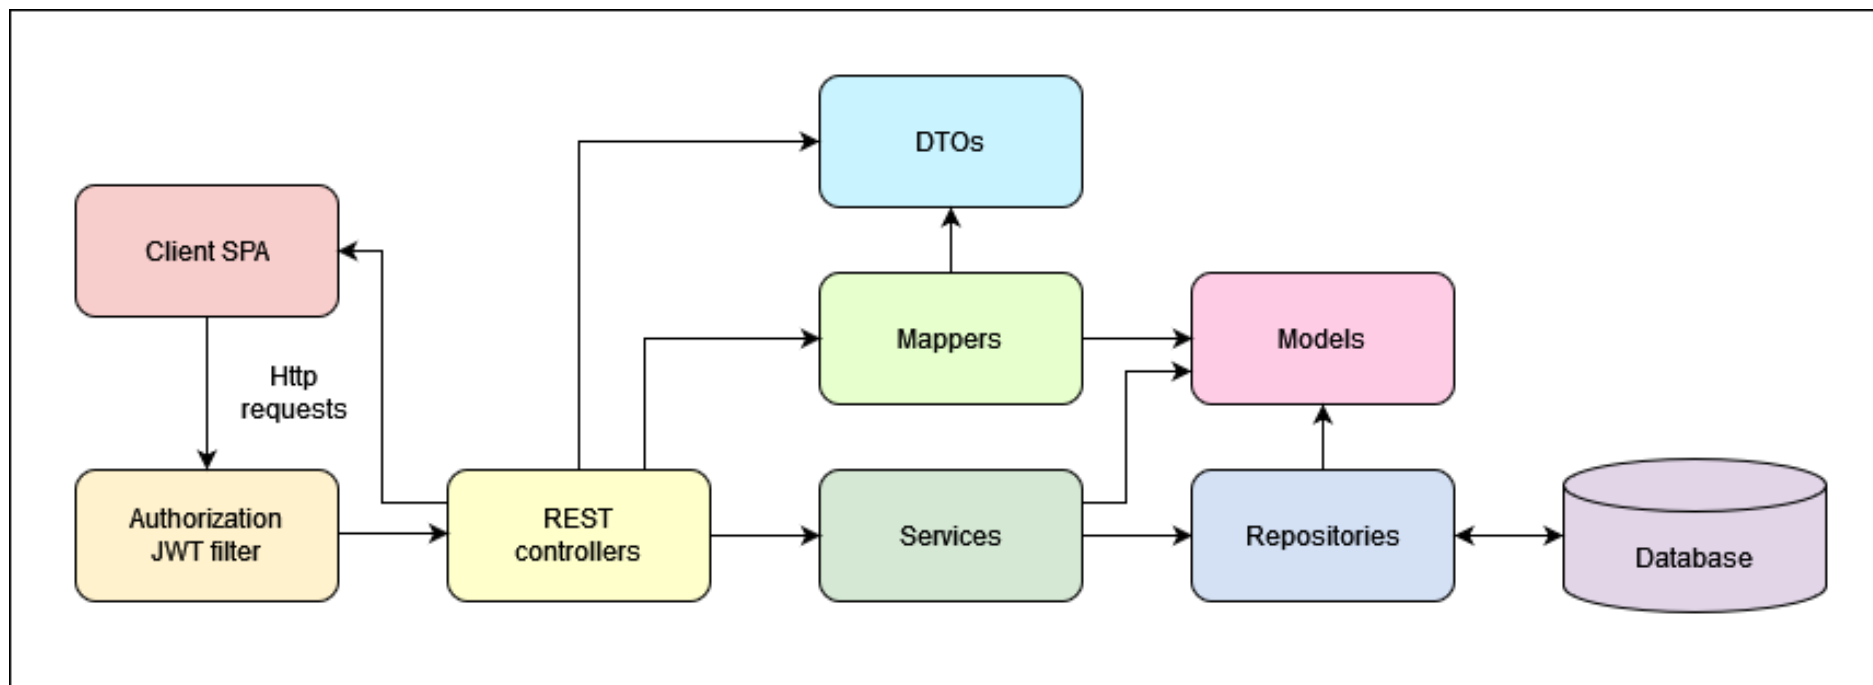 DTOs
Client SPA
Mappers
Models
Http
requests
Authorization
JWT filter
REST
controllers
Services
Repositories
Database